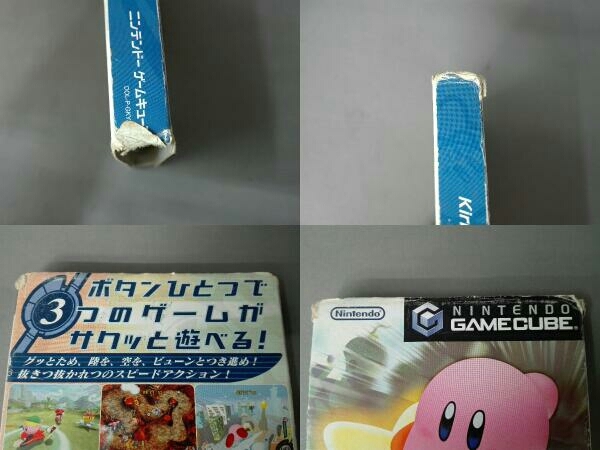 ニンテンドー ゲームキュー
DOL-P-GKY
Kir
ボタンひとつで
3つのゲームが
サクッと遊べる!
グッとため、陸を、空を、ビューンとつき進め!
抜きつ抜かれつのスピードアクション!
Nintendo
NINTENDO
GAMECUBE